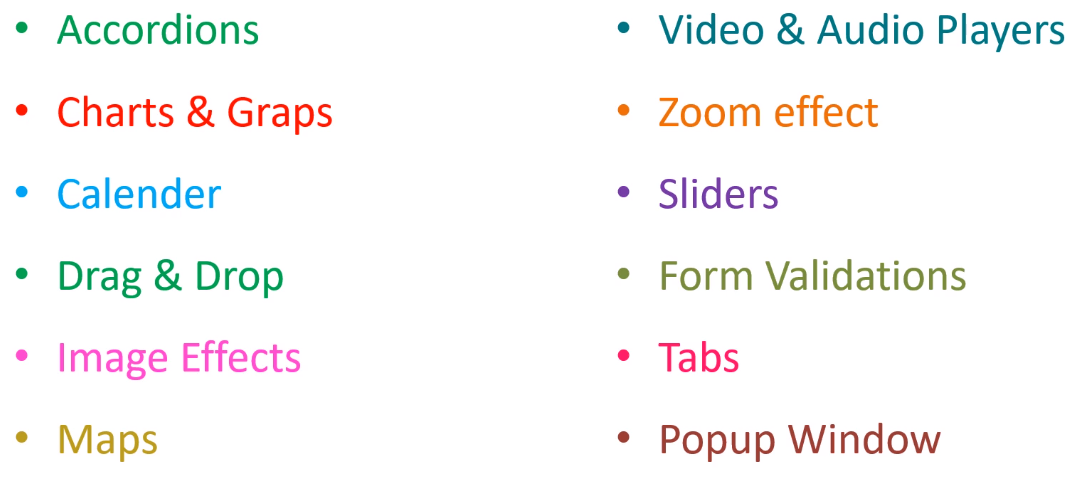 • Accordions
• Charts & Graps
• Calender
• Drag & Drop
• Image Effects
• Maps
• Video & Audio Players
• Zoom effect
• Sliders
• Form Validations
• Tabs
• Popup Window